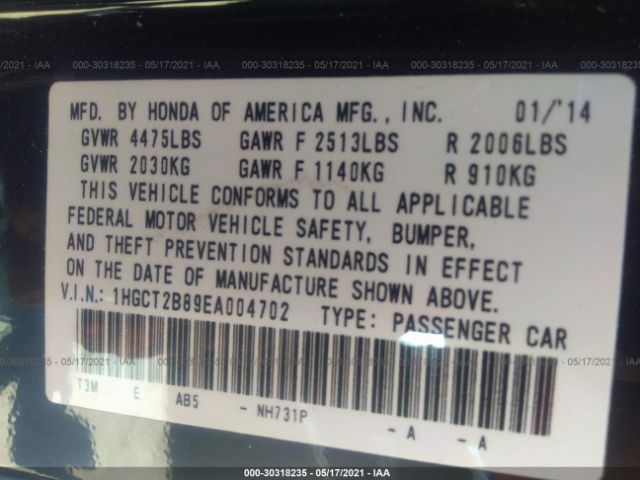 000-30318235 - 05/17/2021 - IAA
MFD. BY HONDA OF AMERICA MFG., INC. 01/'14
GVWR 4475LBS GAWR F 2513LBS R 2006LBS
GVWR 2030KG GAWR F 1140KG R 910KG
THIS VEHICLE CONFORMS TO ALL APPLICABLE
FEDERAL MOTOR VEHICLE SAFETY, BUMPER,
AND THEFT PREVENTION STANDARDS IN EFFECT
ON THE DATE OF MANUFACTURE SHOWN ABOVE.
V.I.N.: 1HGCT2B89EA004702 TYPE: PASSENGER CAR
T3M E AB5 - NH731P - A - A
000-30318235 - 05/17/2021 - IAA